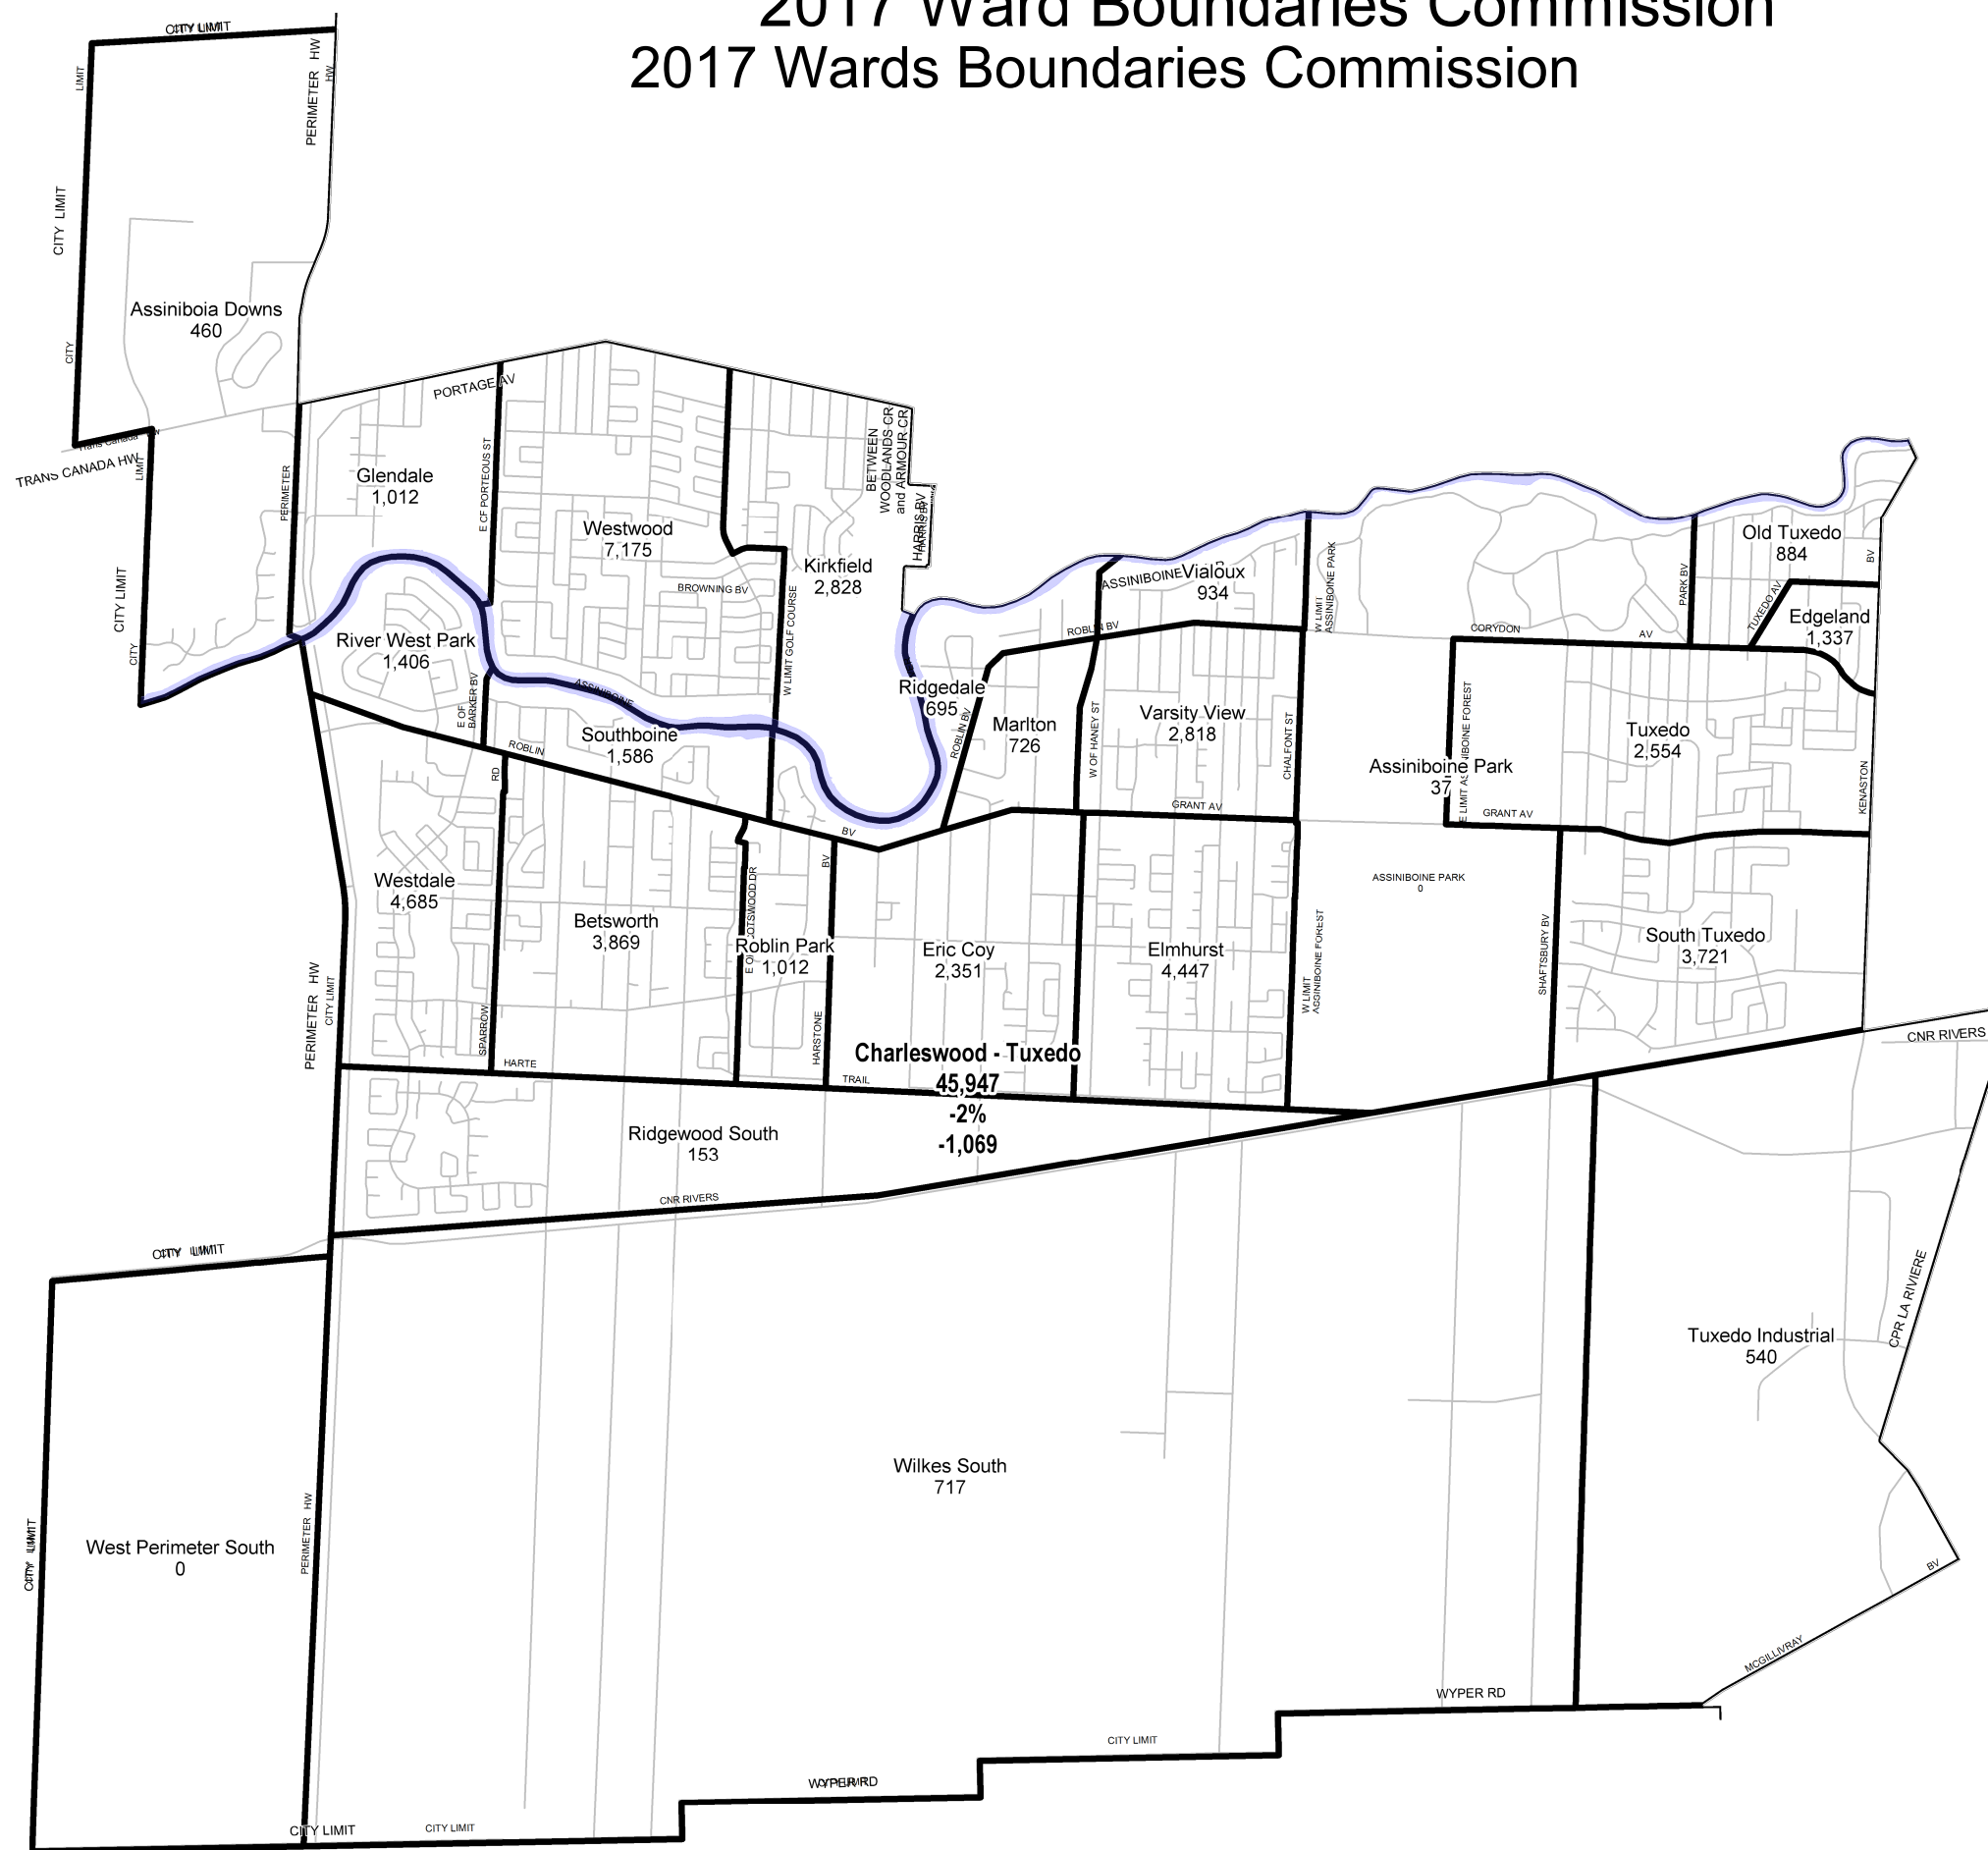 2017 Ward Boundaries Commission
2017 Wards Boundaries Commission
CITY LIMIT
LIMIT
PERIMETER HW
HW
CITY LIMIT
CITY
Assiniboia Downs
460
Trans Canada
TRANS CANADA HW
LIMIT
CITY LIMIT
CITY
PERIMETER
PORTAGE AV
Glendale
1,012
E OF PORTEOUS ST
Westwood
7,175
BROWNING BV
BETWEEN
WOODLANDS CR
and ARMOUR CR
HARRIS BV
HARRIS BV
Kirkfield
2,828
W LIMIT GOLF COURSE
River West Park
1,406
E OF
BARKER BV
ASSINIBOINE
Southboine
1,586
ROBLIN
BV
Ridgedale
695
ROBLIN BV
Marlton
726
ASSINIBOINE
Vialoux
934
ROBLIN BV
W OF HANEY ST
Varsity View
2,818
CHALFONT ST
GRANT AV
W LIMIT
ASSINIBOINE PARK
CORYDON
AV
PARK BV
Old Tuxedo
884
BV
TUXEDO AV
Edgeland
1,337
Assiniboine Park
37
E LIMIT ASSINIBOINE FOREST
GRANT AV
Tuxedo
2,554
KENASTON
ASSINIBOINE PARK
0
SHAFTSBURY BV
South Tuxedo
3,721
W LIMIT
ASSINIBOINE FOREST
Westdale
4,685
RD
SPARROW
Betsworth
3,869
E OF COTSWOOD DR
Roblin Park
1,012
BV
HARSTONE
Eric Coy
2,351
Elmhurst
4,447
PERIMETER HW
CITY LIMIT
HARTE
TRAIL
Charleswood - Tuxedo
45,947
-2%
-1,069
Ridgewood South
153
CNR RIVERS
CNR RIVERS
CITY LIMIT
CITY LIMIT
West Perimeter South
0
PERIMETER HW
Wilkes South
717
Tuxedo Industrial
540
CPR LA RIVIERE
BV
MCGILLIVRAY
WYPER RD
CITY LIMIT
WYPER RD
CITY LIMIT
CITY LIMIT